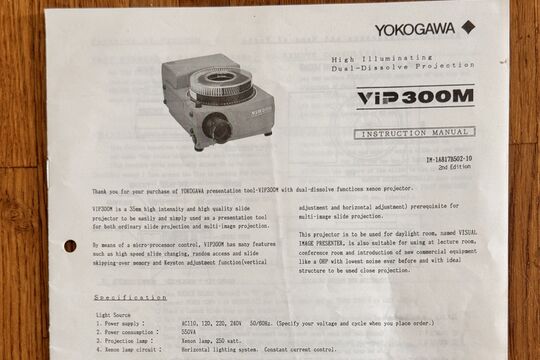 YOKOGAWA
High Illuminating
Dual-Dissolve Projection
ViP300M
INSTRUCTION MANUAL
IM-1A817B502-10
2nd Edition
Thank you for your purchase of YOKOGAWA presentation tool-VIP300M with dual-dissolve functions xenon projector.
VIP300M is a 35mm high intensity and high quality slide
projector to be easily and simply used as a presentation tool
for both ordinary slide projection and multi-image projection.
By means of a micro-processor control, VIP300M has many features
such as high speed slide changing, random access and slide
skipping-over memory and Keyston adjustment function(vertical
adjustment and horizontal adjustment) prerequisite for
multi-image slide projection.
This projector is to be used for daylight room, named VISUAL
IMAGE PRESENTER, is also suitable for using at lecture room,
conference room and introduction of new commercial equipment
like a OHP with lowest noise ever before and with ideal
structure to be used close projection.
Specification
Light Source
1. Power supply : AC110, 120, 220, 240V 50/60Hz. (Specify your voltage and cycle when you place order.)
2. Power consumption : 550VA
3. Projection lamp : Xenon lamp, 250 watt.
4. Xenon lamp circuit : Horizontal lighting system. Constant current control.